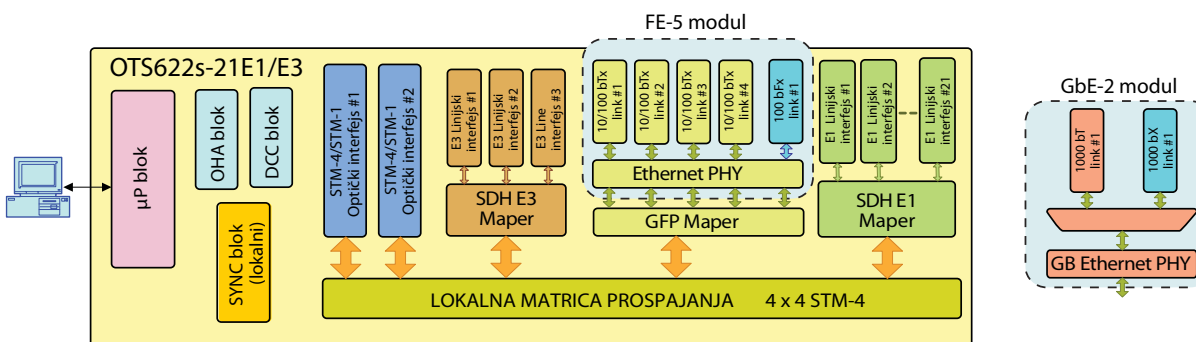 FE-5 modul
OTS622s-21E1/E3
µP blok
OHA blok
DCC blok
SYNC blok
(lokalni)
STM-4/STM-1
Optički interfejs #1
STM-4/STM-1
Optički interfejs #2
E3 Linijski
interfejs #1
E3 Linijski
interfejs #2
E3 Line
interfejs #3
SDH E3
Maper
10/100 bTx
link #1
10/100 bTx
link #2
10/100 bTx
link #3
10/100 bTx
link #4
100 bFx
link #1
Ethernet PHY
GFP Maper
E1 Linijski
interfejs #1
E1 Linijski
interfejs #2
E1 Linijski
interfejs #21
SDH E1
Maper
LOKALNA MATRICA PROSPAJANJA 4 x 4 STM-4
GbE-2 modul
1000 bT
link #1
1000 bX
link #1
GB Ethernet PHY